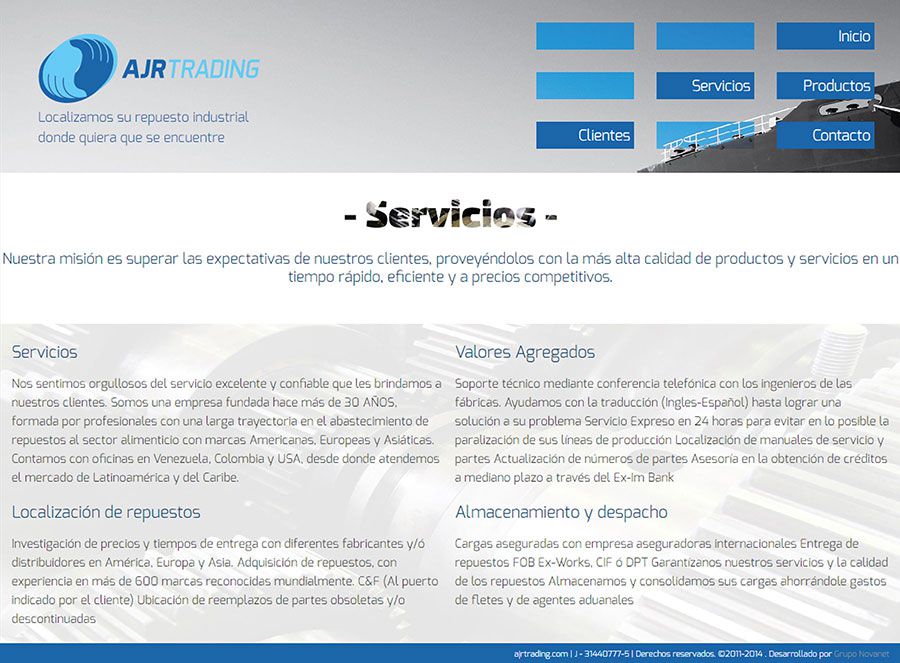 AJRTRADING
Localizamos su repuesto industrial
donde quiera que se encuentre
Inicio
Servicios
Productos
Clientes
Contacto
- Servicios -
Nuestra misión es superar las expectativas de nuestros clientes, proveyéndolos con la más alta calidad de productos y servicios en un
tiempo rápido, eficiente y a precios competitivos.
Servicios
Nos sentimos orgullosos del servicio excelente y confiable que les brindamos a
nuestros clientes. Somos una empresa fundada hace más de 30 AÑOS,
formada por profesionales con una larga trayectoria en el abastecimiento de
repuestos al sector alimenticio con marcas Americanas, Europeas y Asiáticas.
Contamos con oficinas en Venezuela, Colombia y USA, desde donde atendemos
el mercado de Latinoamérica y del Caribe.
Localización de repuestos
Investigación de precios y tiempos de entrega con diferentes fabricantes y/ó
distribuidores en América, Europa y Asia. Adquisición de repuestos, con
experiencia en más de 600 marcas reconocidas mundialmente. C&F (Al puerto
indicado por el cliente) Ubicación de reemplazos de partes obsoletas y/o
descontinuadas
Valores Agregados
Soporte técnico mediante conferencia telefónica con los ingenieros de las
fábricas. Ayudamos con la traducción (Ingles-Español) hasta lograr una
solución a su problema Servicio Expreso en 24 horas para evitar en lo posible la
paralización de sus líneas de producción Localización de manuales de servicio y
partes Actualización de números de partes Asesoría en la obtención de créditos
a mediano plazo a través del Ex-Im Bank
Almacenamiento y despacho
Cargas aseguradas con empresa aseguradoras internacionales Entrega de
repuestos FOB Ex-Works, CIF ó DPT Garantízanos nuestros servicios y la calidad
de los repuestos Almacenamos y consolidamos sus cargas ahorrándole gastos
de fletes y de agentes aduanales
ajrtrading.com | J - 31440777-5 | Derechos reservados. ©2011-2014 . Desarrollado por Grupo Novanet